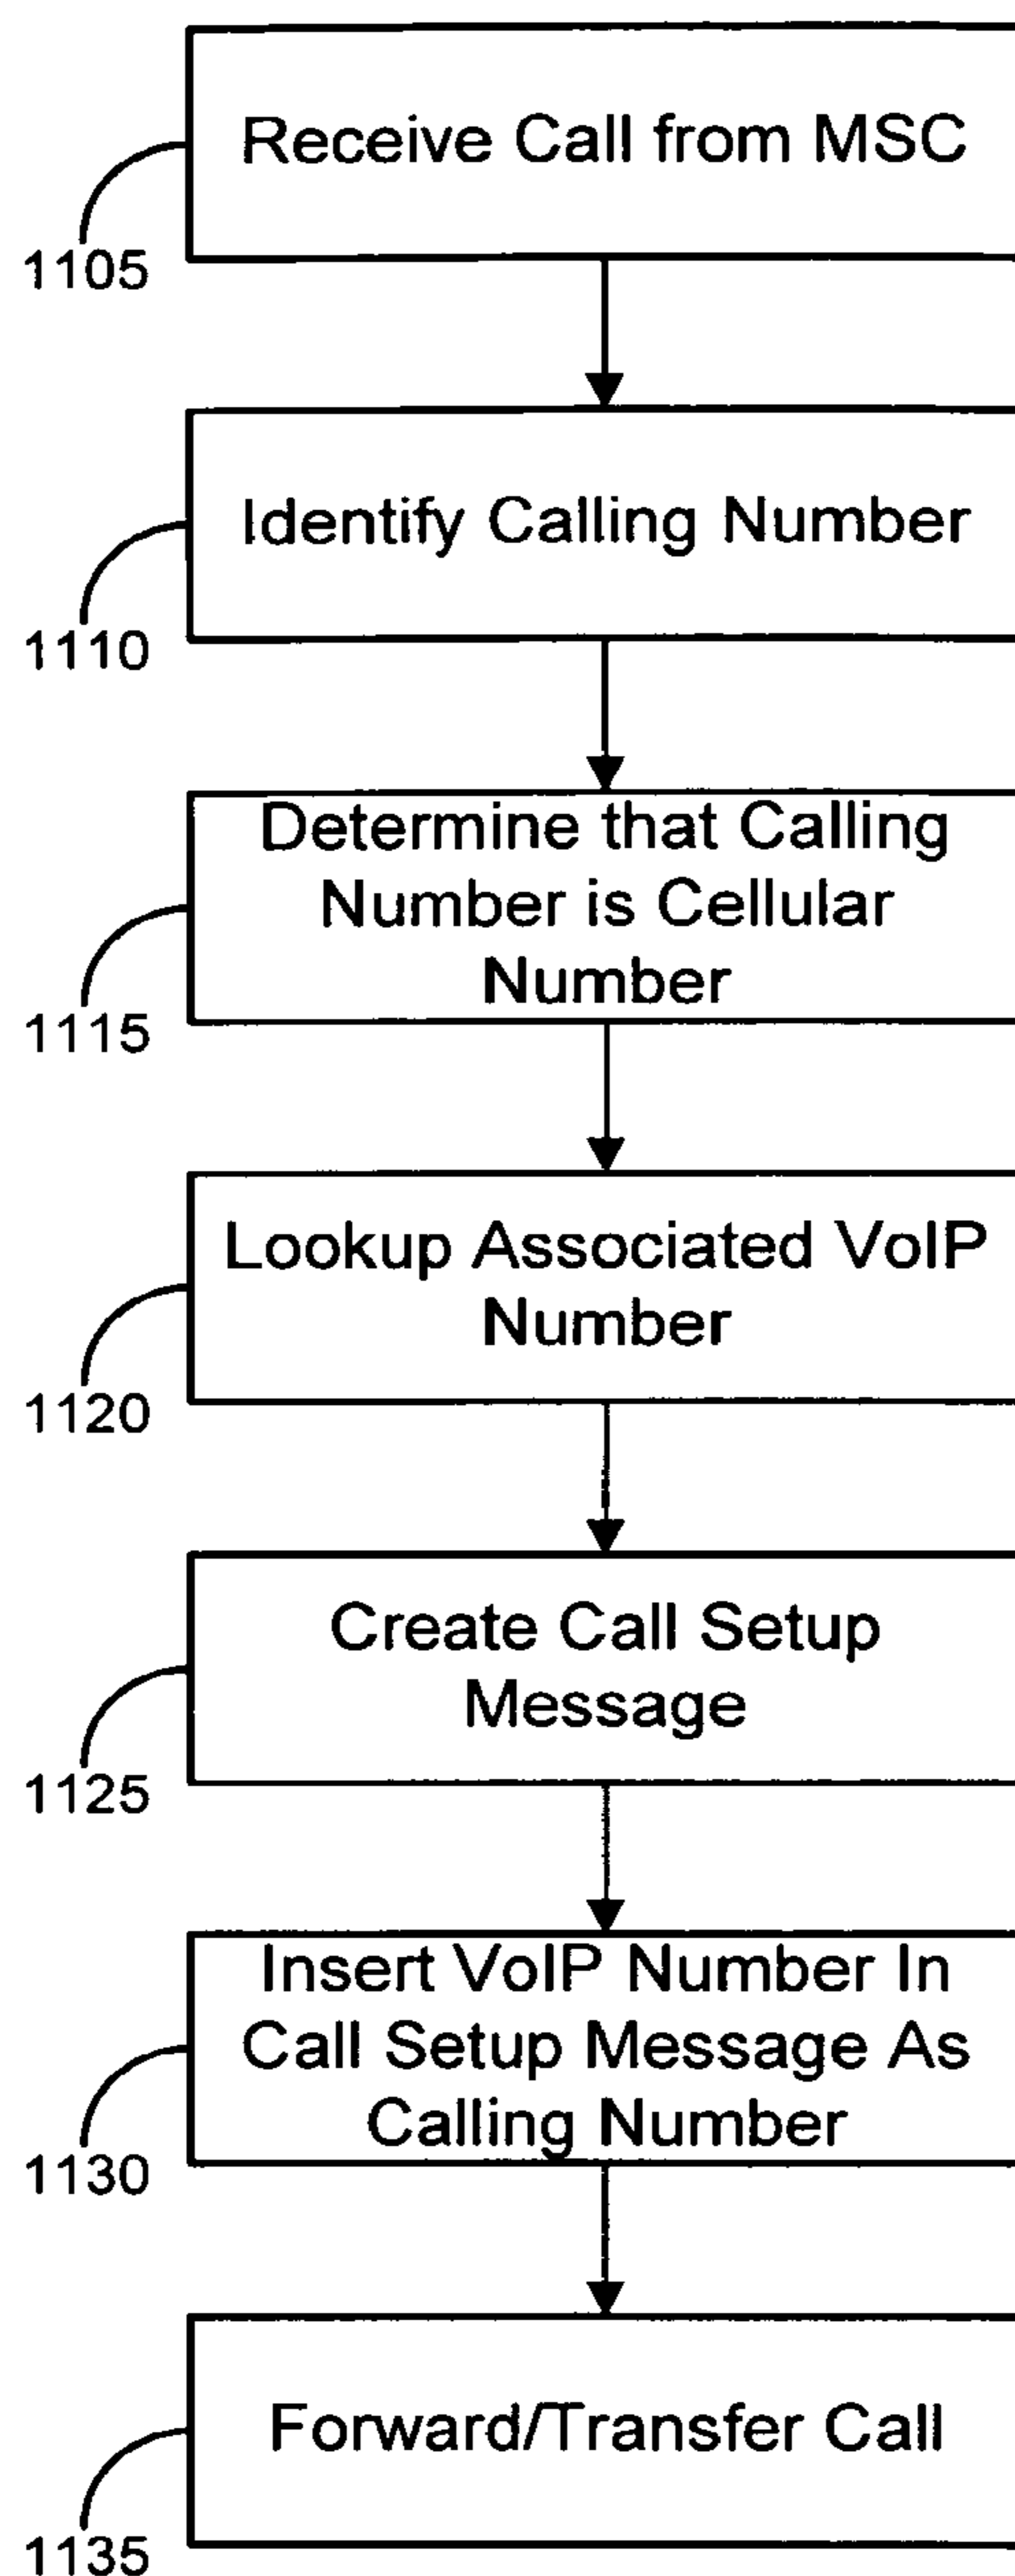 Receive Call from MSC
1105
Identify Calling Number
1110
Determine that Calling
Number is Cellular
Number
1115
Lookup Associated VoIP
Number
1120
Create Call Setup
Message
1125
Insert VoIP Number In
Call Setup Message As
Calling Number
1130
Forward/Transfer Call
1135